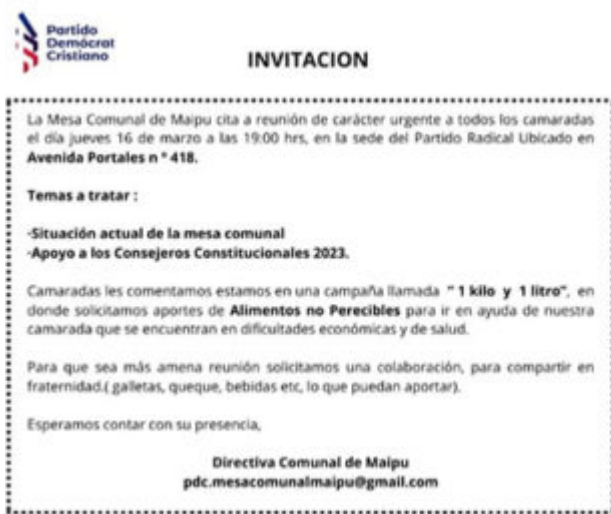 Partido
Demócrat
Cristiano
INVITACION
La Mesa Comunal de Maipu cita a reunión de carácter urgente a todos los camaradas
el día jueves 16 de marzo a las 19:00 hrs, en la sede del Partido Radical Ubicado en
Avenida Portales n º 418.
Temas a tratar :
-Situación actual de la mesa comunal
-Apoyo a los Consejeros Constitucionales 2023.
Camaradas les comentamos estamos en una campaña llamada " 1 kilo y 1 litro", en
donde solicitamos aportes de Alimentos no Perecibles para ir en ayuda de nuestra
camarada que se encuentran en dificultades económicas y de salud.
Para que sea más amena reunión solicitamos una colaboración, para compartir en
fraternidad.( galletas, queque, bebidas etc, lo que puedan aportar).
Esperamos contar con su presencia,
Directiva Comunal de Maipu
pdc.mesacomunalmaipu@gmail.com